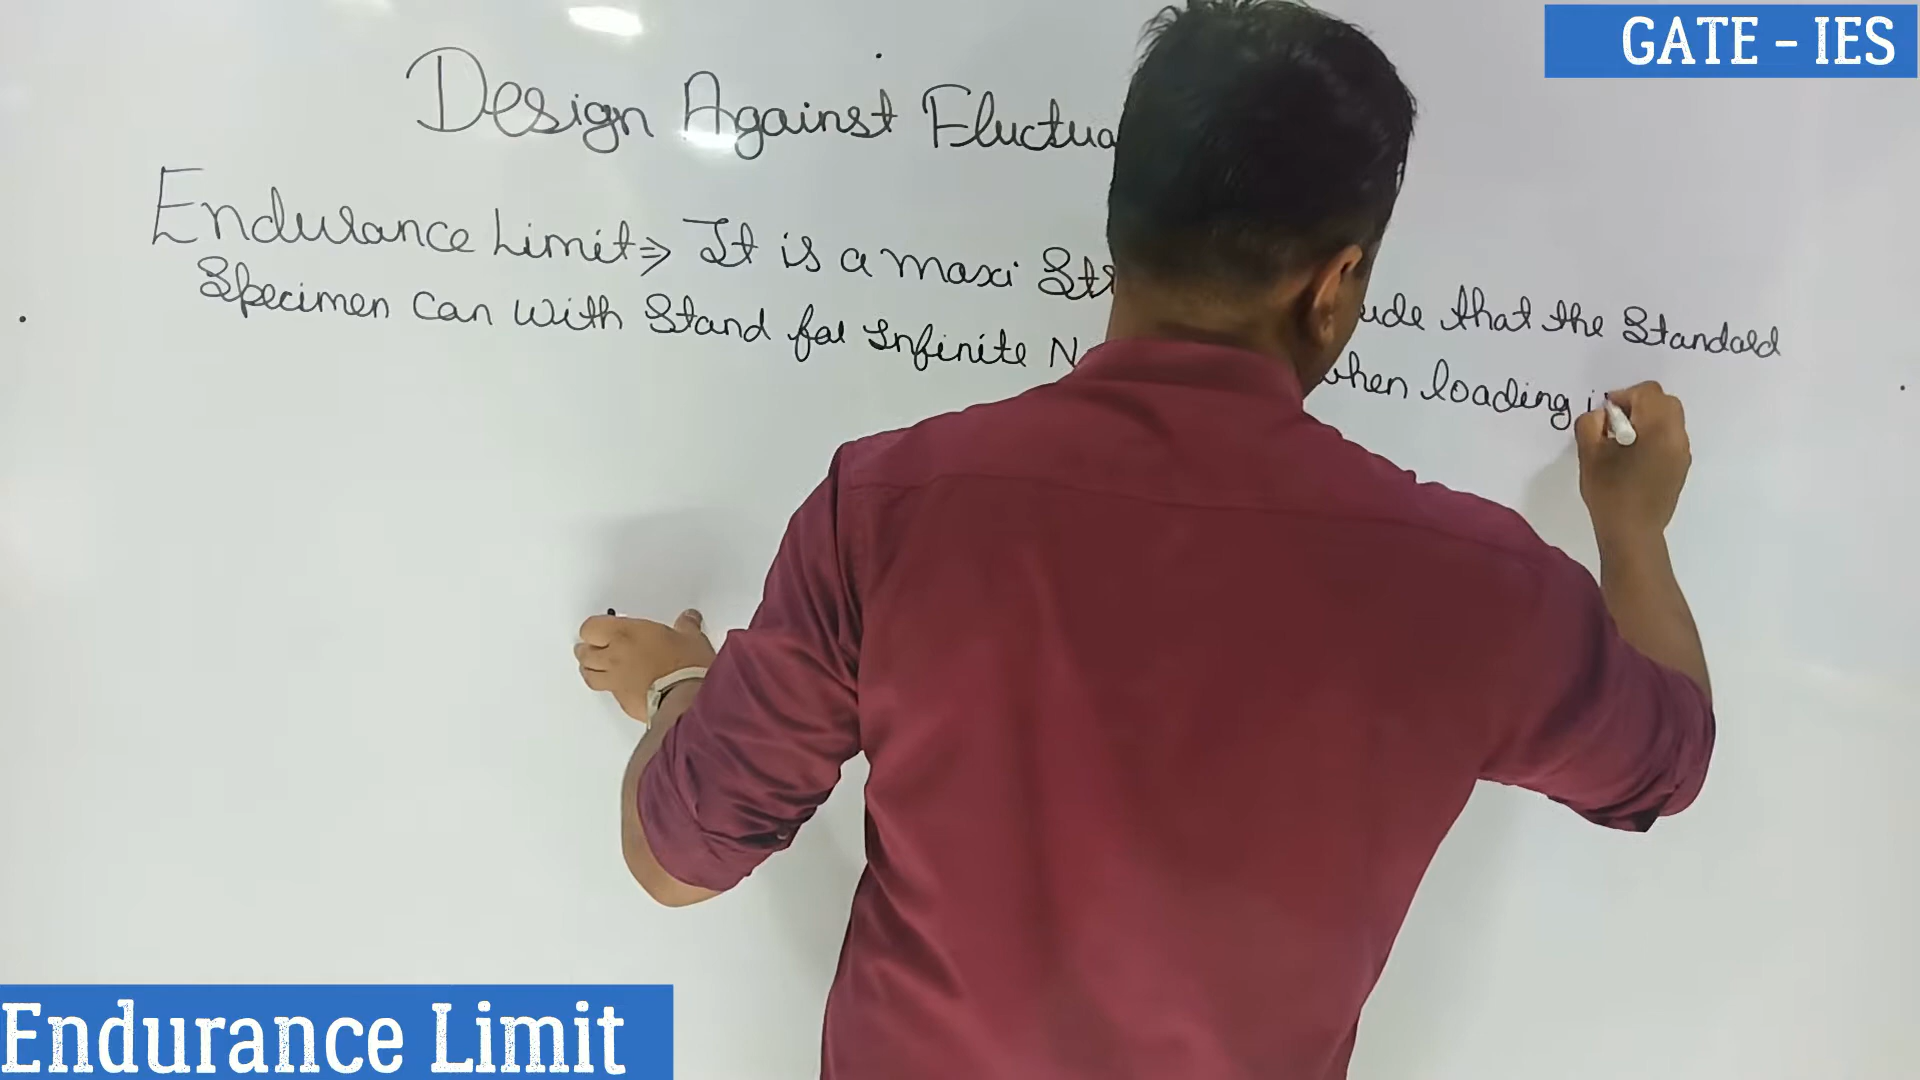 GATE - IES
Design Against Fluctua
Endurance Limit⇒ It is a maxi Str ude that the Standard
Specimen can with Stand for Infinite N when loading i
Endurance Limit